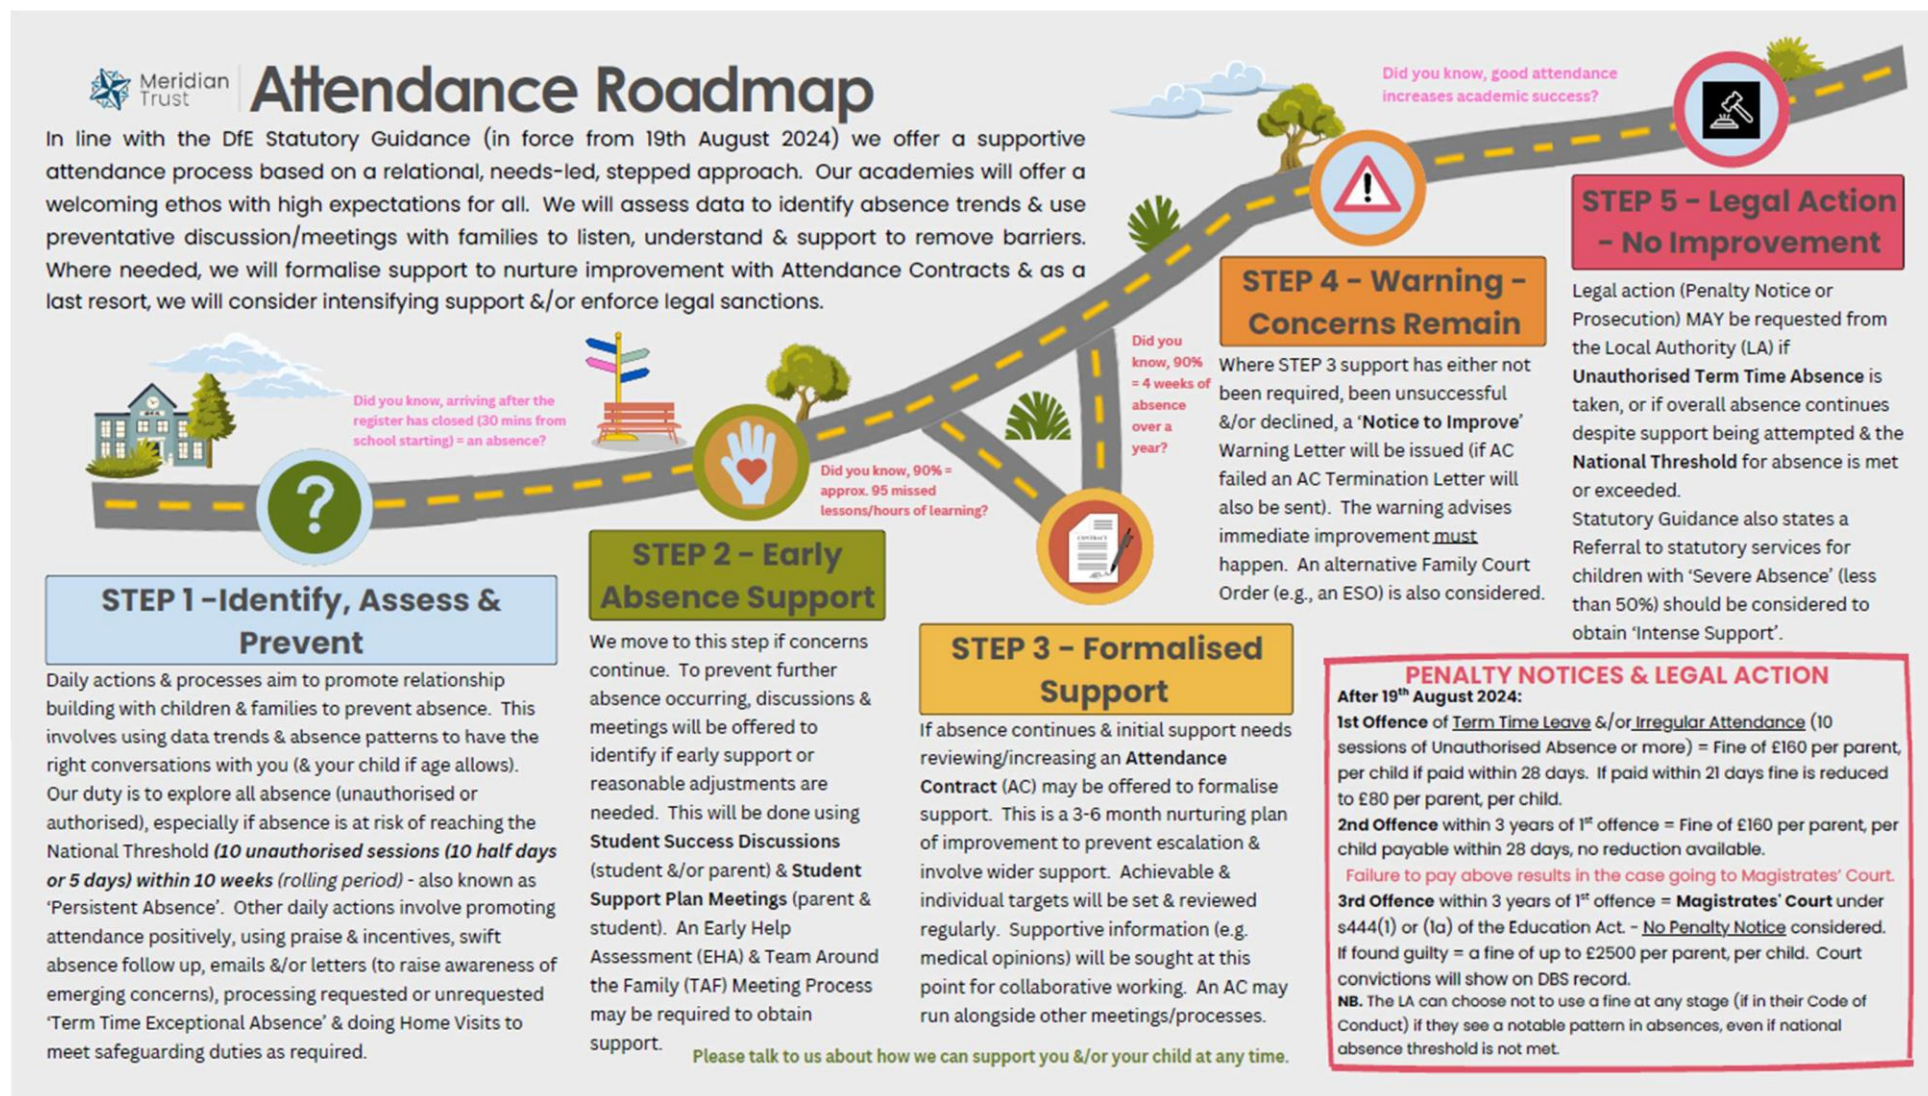 Meridian
Trust
Attendance Roadmap
In line with the DfE Statutory Guidance (in force from 19th August 2024) we offer a supportive
attendance process based on a relational, needs-led, stepped approach. Our academies will offer a
welcoming ethos with high expectations for all. We will assess data to identify absence trends & use
preventative discussion/meetings with families to listen, understand & support to remove barriers.
Where needed, we will formalise support to nurture improvement with Attendance Contracts & as a
last resort, we will consider intensifying support &/or enforce legal sanctions.
Did you know, arriving after the
register has closed (30 mins from
school starting) = an absence?
STEP 1 -Identify, Assess &
Prevent
Daily actions & processes aim to promote relationship
building with children & families to prevent absence. This
involves using data trends & absence patterns to have the
right conversations with you (& your child if age allows).
Our duty is to explore all absence (unauthorised or
authorised), especially if absence is at risk of reaching the
National Threshold (10 unauthorised sessions (10 half days
or 5 days) within 10 weeks (rolling period) - also known as
'Persistent Absence'. Other daily actions involve promoting
attendance positively, using praise & incentives, swift
absence follow up, emails &/or letters (to raise awareness of
emerging concerns), processing requested or unrequested
'Term Time Exceptional Absence' & doing Home Visits to
meet safeguarding duties as required.
Did you know, 90% =
approx. 95 missed
lessons/hours of learning?
STEP 2 - Early
Absence Support
We move to this step if concerns
continue. To prevent further
absence occurring, discussions &
meetings will be offered to
identify if early support or
reasonable adjustments are
needed. This will be done using
Student Success Discussions
(student &/or parent) & Student
Support Plan Meetings (parent &
student). An Early Help
Assessment (EHA) & Team Around
the Family (TAF) Meeting Process
may be required to obtain
support.
Did you
know, 90%
= 4 weeks of
absence
over a
year?
CONTRACT
STEP 3 - Formalised
Support
If absence continues & initial support needs
reviewing/increasing an Attendance
Contract (AC) may be offered to formalise
support. This is a 3-6 month nurturing plan
of improvement to prevent escalation &
involve wider support. Achievable &
individual targets will be set & reviewed
regularly. Supportive information (e.g.
medical opinions) will be sought at this
point for collaborative working. An AC may
run alongside other meetings/processes.
Please talk to us about how we can support you &/or your child at any time.
STEP 4 - Warning -
Concerns Remain
Where STEP 3 support has either not
been required, been unsuccessful
&/or declined, a 'Notice to Improve'
Warning Letter will be issued (if AC
failed an AC Termination Letter will
also be sent). The warning advises
immediate improvement must
happen. An alternative Family Court
Order (e.g., an ESO) is also considered.
Did you know, good attendance
increases academic success?
STEP 5 - Legal Action
- No Improvement
Legal action (Penalty Notice or
Prosecution) MAY be requested from
the Local Authority (LA) if
Unauthorised Term Time Absence is
taken, or if overall absence continues
despite support being attempted & the
National Threshold for absence is met
or exceeded.
Statutory Guidance also states a
Referral to statutory services for
children with 'Severe Absence' (less
than 50%) should be considered to
obtain 'Intense Support'.
PENALTY NOTICES & LEGAL ACTION
After 19th August 2024:
1st Offence of Term Time Leave &/or Irregular Attendance (10
sessions of Unauthorised Absence or more) = Fine of £160 per parent,
per child if paid within 28 days. If paid within 21 days fine is reduced
to £80 per parent, per child.
2nd Offence within 3 years of 1st offence = Fine of £160 per parent, per
child payable within 28 days, no reduction available.
Failure to pay above results in the case going to Magistrates' Court.
3rd Offence within 3 years of 1st offence = Magistrates' Court under
s444(1) or (1a) of the Education Act. - No Penalty Notice considered.
If found guilty = a fine of up to £2500 per parent, per child. Court
convictions will show on DBS record.
NB. The LA can choose not to use a fine at any stage (if in their Code of
Conduct) if they see a notable pattern in absences, even if national
absence threshold is not met.